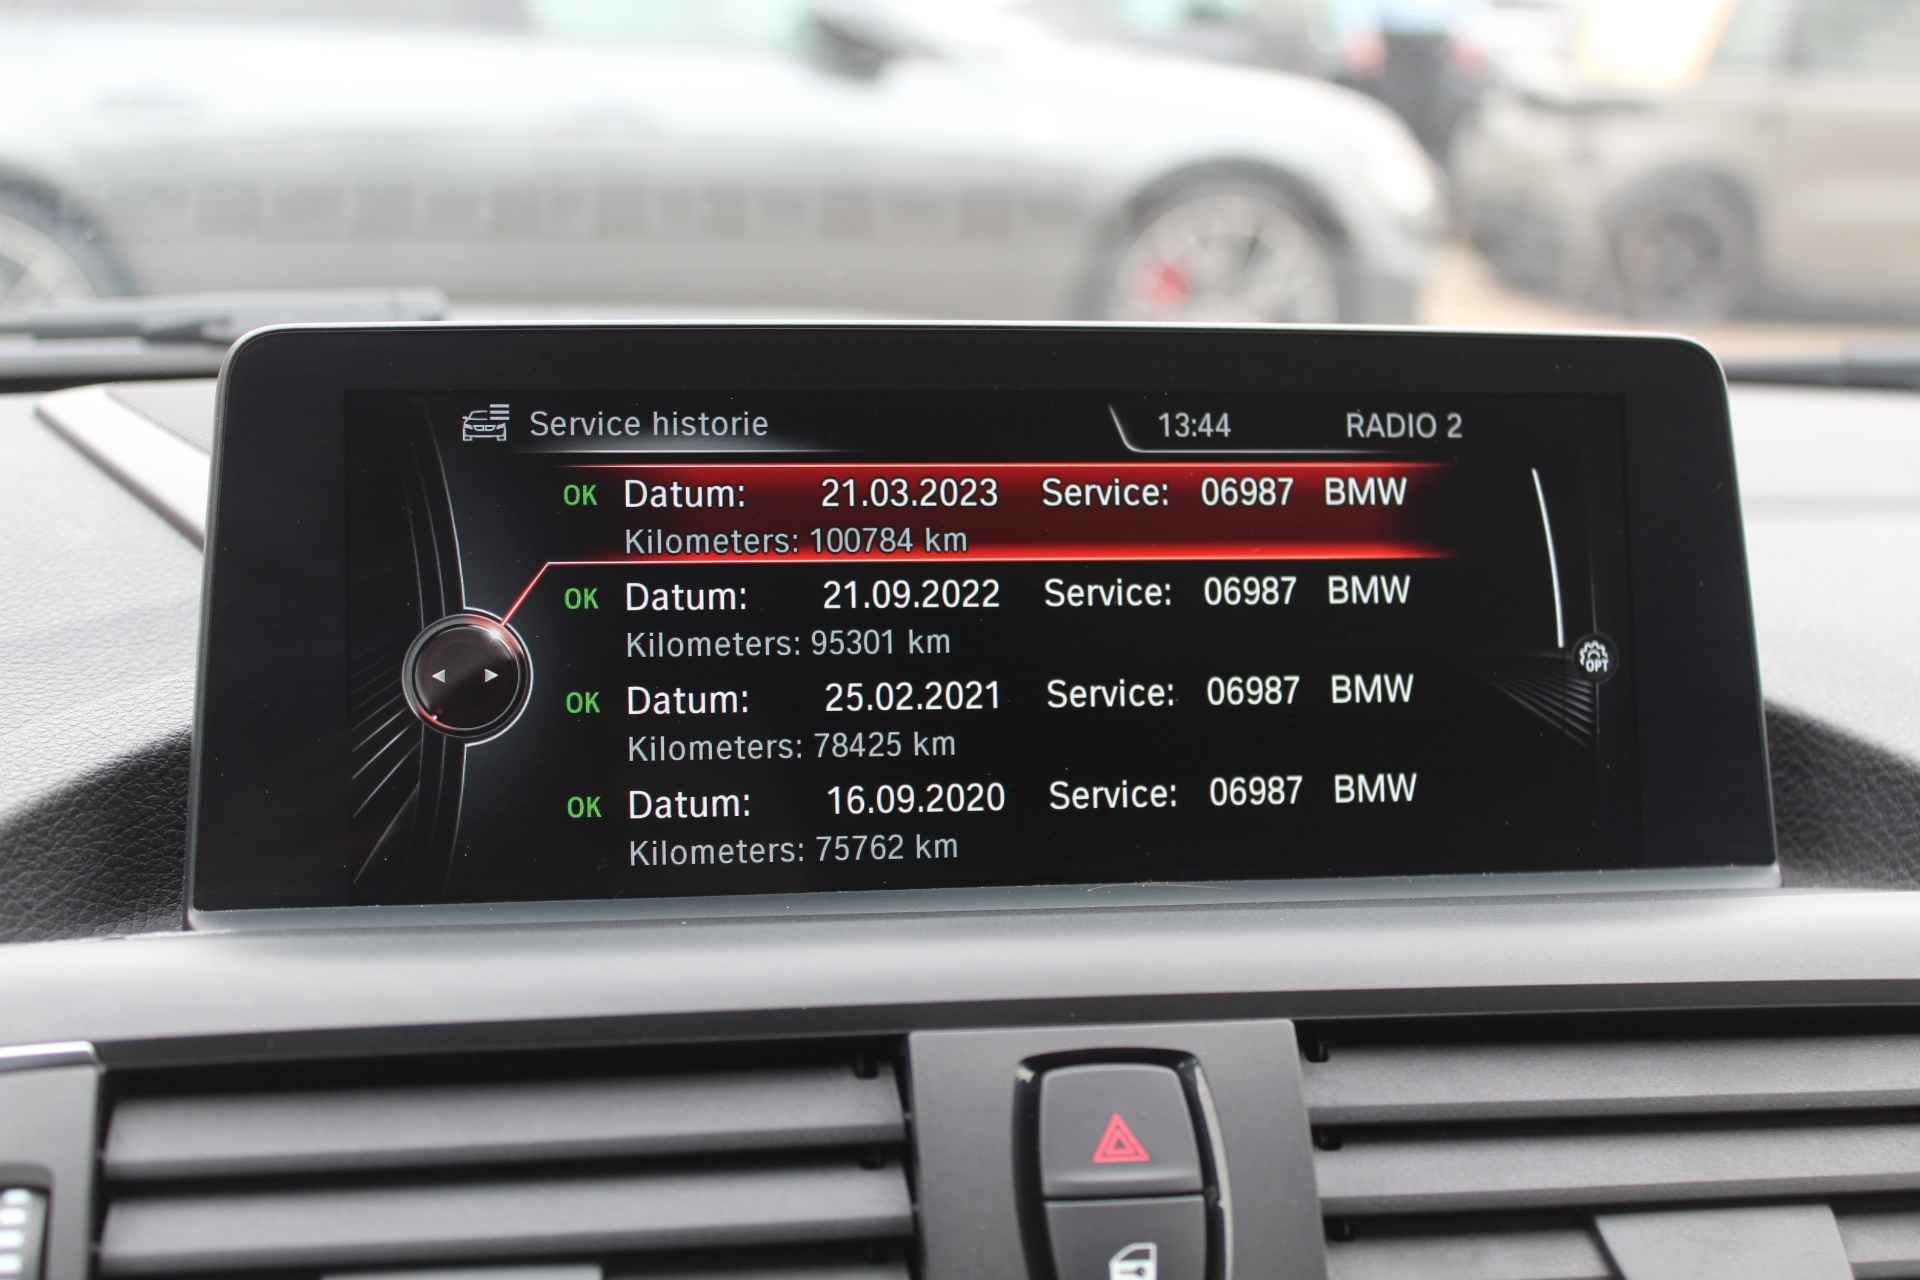 Service historie 13:44 RADIO 2
OK Datum: 21.03.2023 Service: 06987 BMW
Kilometers: 100784 km
OK Datum: 21.09.2022 Service: 06987 BMW
Kilometers: 95301 km
OK Datum: 25.02.2021 Service: 06987 BMW
Kilometers: 78425 km
OPT
OK Datum: 16.09.2020 Service: 06987 BMW
Kilometers: 75762 km